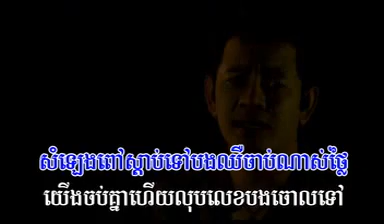 សំឡេងពៅស្តាប់ទៅបងឈឺចាប់ណាស់ថ្លៃ
យើងចប់គ្នាហើយលុបលេខបងចោលទៅ